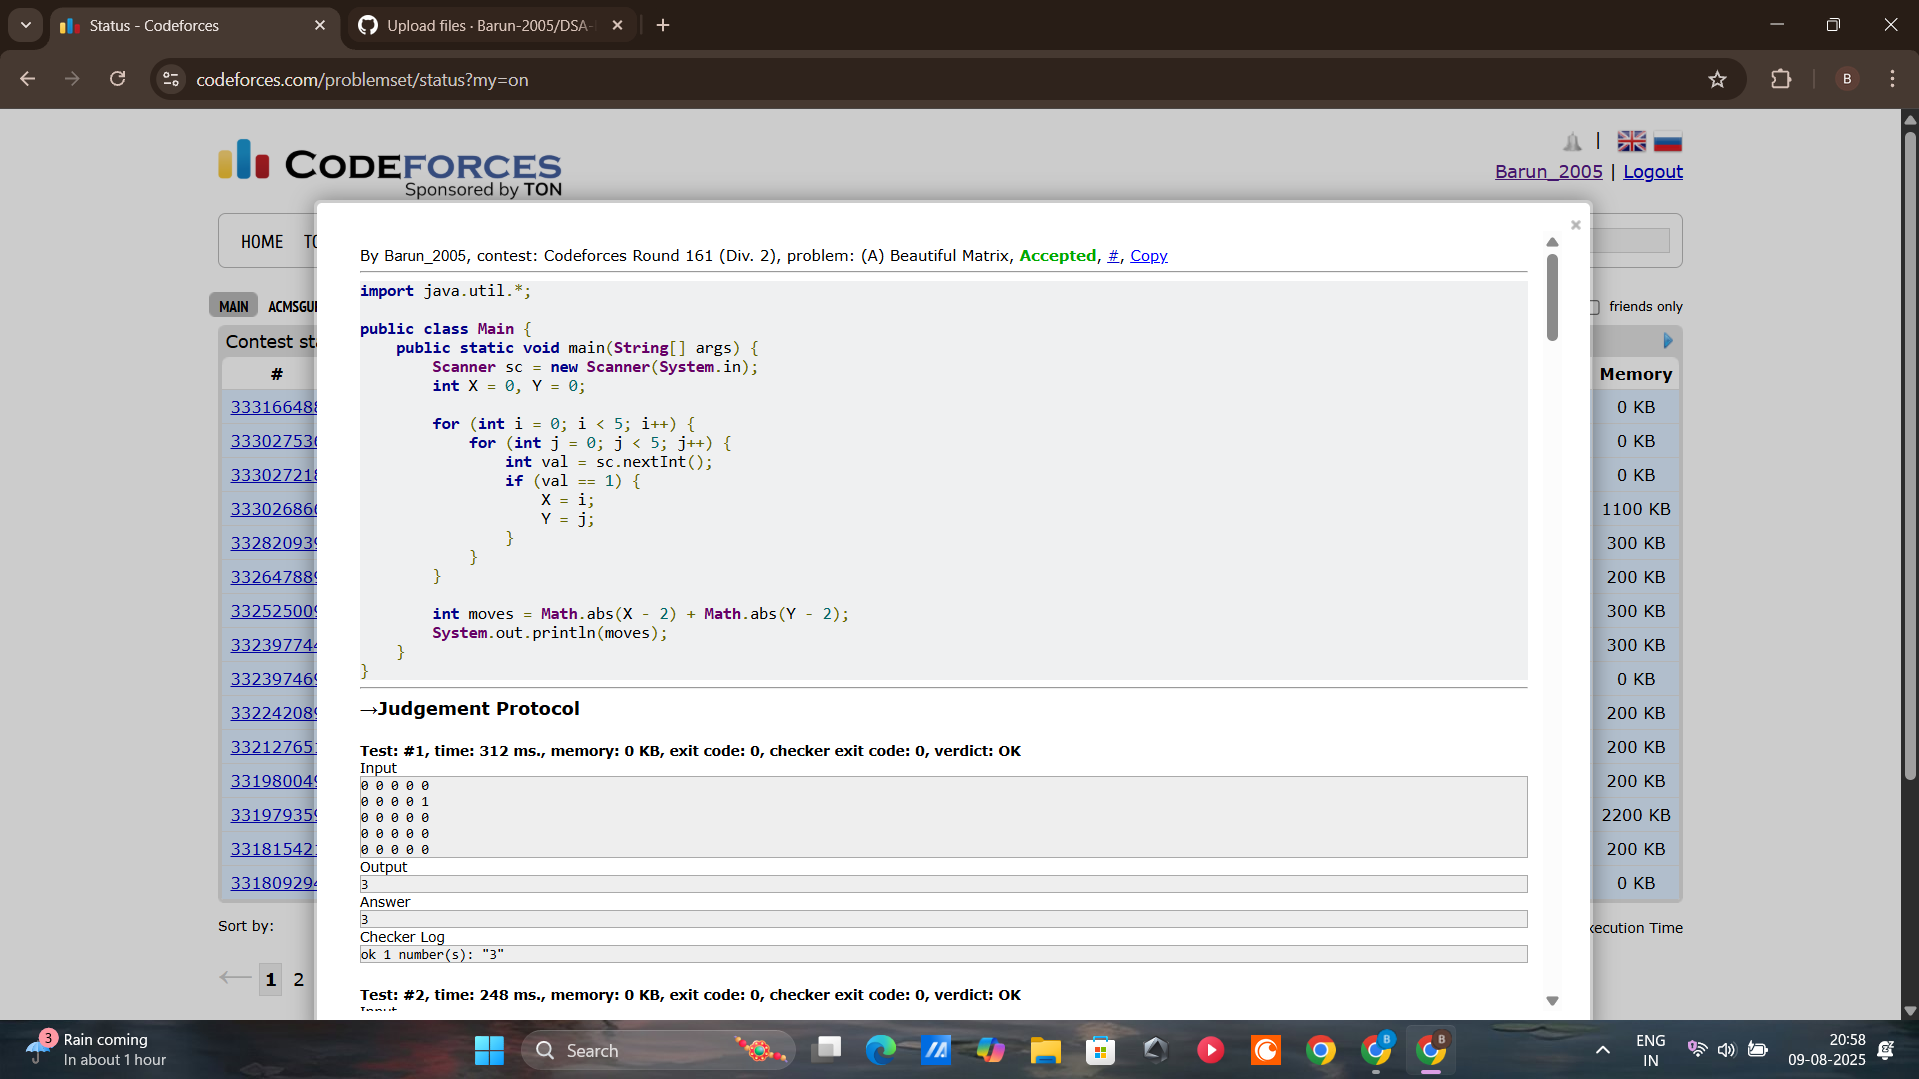 Status - Codeforces
Upload files · Barun-2005/DSA-
codeforces.com/problemset/status?my=on
B
CODEFORCES
Sponsored by TON
Barun_2005 | Logout
HOME
By Barun_2005, contest: Codeforces Round 161 (Div. 2), problem: (A) Beautiful Matrix, Accepted, #, Copy
MAIN
ACMSGU
friends only
Contest st
#
Memory
import java.util.*;
public class Main {
    public static void main(String[] args) {
        Scanner sc = new Scanner(System.in);
        int X = 0, Y = 0;
        for (int i = 0; i < 5; i++) {
            for (int j = 0; j < 5; j++) {
                int val = sc.nextInt();
                if (val == 1) {
                    X = i;
                    Y = j;
                }
            }
        }
        int moves = Math.abs(X - 2) + Math.abs(Y - 2);
        System.out.println(moves);
    }
}
→Judgement Protocol
Test: #1, time: 312 ms., memory: 0 KB, exit code: 0, checker exit code: 0, verdict: OK
Input
0 0 0 0 0
0 0 0 0 1
0 0 0 0 0
0 0 0 0 0
0 0 0 0 0
Output
3
Answer
3
Checker Log
ok 1 number(s): "3"
Test: #2, time: 248 ms., memory: 0 KB, exit code: 0, checker exit code: 0, verdict: OK
Input
33316648
33302753
33302721
33302686
33282093
33264788
33252500
33239774
33239746
33224208
33212765
33198004
33197935
33181542
33180929
0 KB
0 KB
0 KB
1100 KB
300 KB
200 KB
300 KB
300 KB
0 KB
200 KB
200 KB
200 KB
2200 KB
200 KB
0 KB
Sort by:
xecution Time
1 2
3
Rain coming
In about 1 hour
Search
B
B
ENG
IN
20:58
09-08-2025